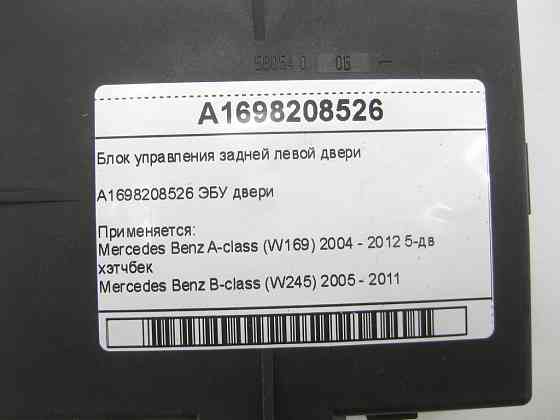 A1698208526
Блок управления задней левой двери
A1698208526 ЭБУ двери
Применяется:
Mercedes Benz A-class (W169) 2004 - 2012 5-дв
хэтчбек
Mercedes Benz B-class (W245) 2005 - 2011